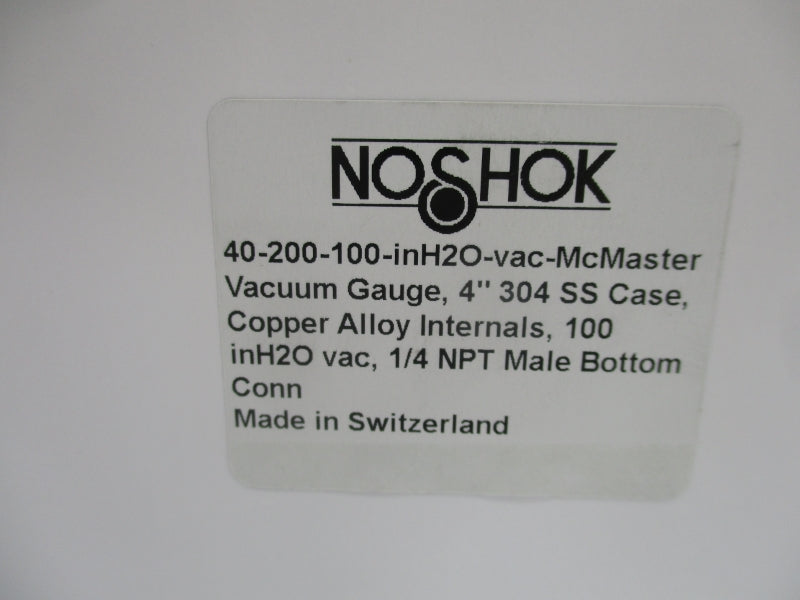 NOSHOK
40-200-100-inH2O-vac-McMaster
Vacuum Gauge, 4" 304 SS Case,
Copper Alloy Internals, 100
inH2O vac, 1/4 NPT Male Bottom
Conn
Made in Switzerland